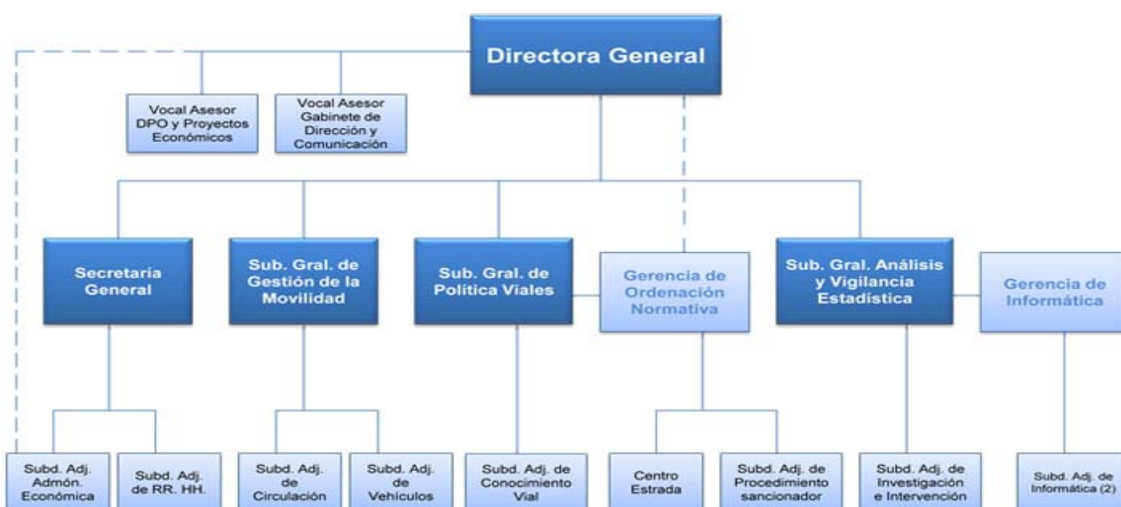 Directora General
Vocal Asesor
DPO y Proyectos
Económicos
Vocal Asesor
Gabinete de
Dirección y
Comunicación
Secretaría
General
Sub. Gral. de
Gestión de la
Movilidad
Sub. Gral. de
Política Viales
Gerencia de
Ordenación
Normativa
Sub. Gral. Análisis
y Vigilancia
Estadística
Gerencia de
Informática
Subd. Adj.
Admón.
Económica
Subd. Adj.
de RR. HH.
Subd. Adj.
de
Circulación
Subd. Adj.
de
Vehículos
Subd. Adj. de
Conocimiento
Vial
Centro
Estrada
Subd. Adj. de
Procedimiento
sancionador
Subd. Adj. de
Investigación
e Intervención
Subd. Adj. de
Informática (2)